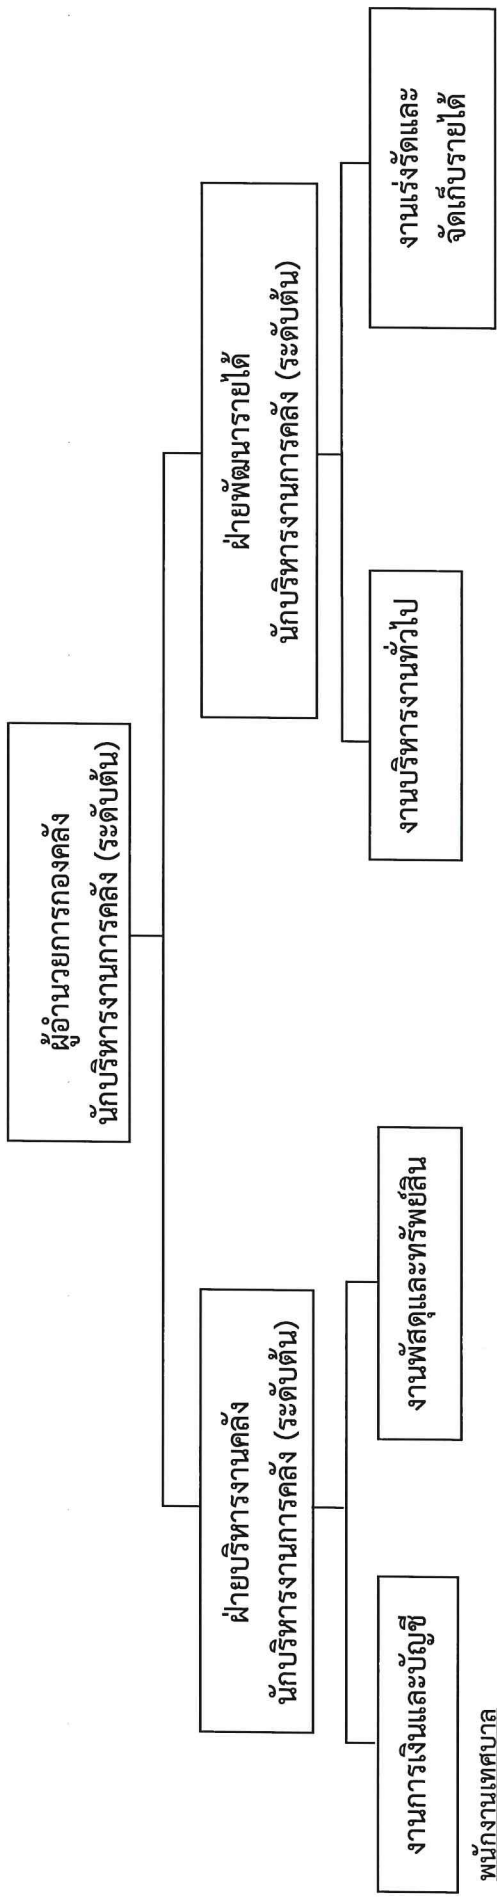 ผู้อำนวยการกองคลัง
นักบริหารงานการคลัง (ระดับต้น)
ฝ่ายบริหารงานคลัง
นักบริหารงานการคลัง (ระดับต้น)
ฝ่ายพัฒนารายได้
นักบริหารงานการคลัง (ระดับต้น)
งานการเงินและบัญชี
งานพัสดุและทรัพย์สิน
งานบริหารงานทั่วไป
งานเร่งรัดและ
จัดเก็บรายได้
พนักงานเทศบาล